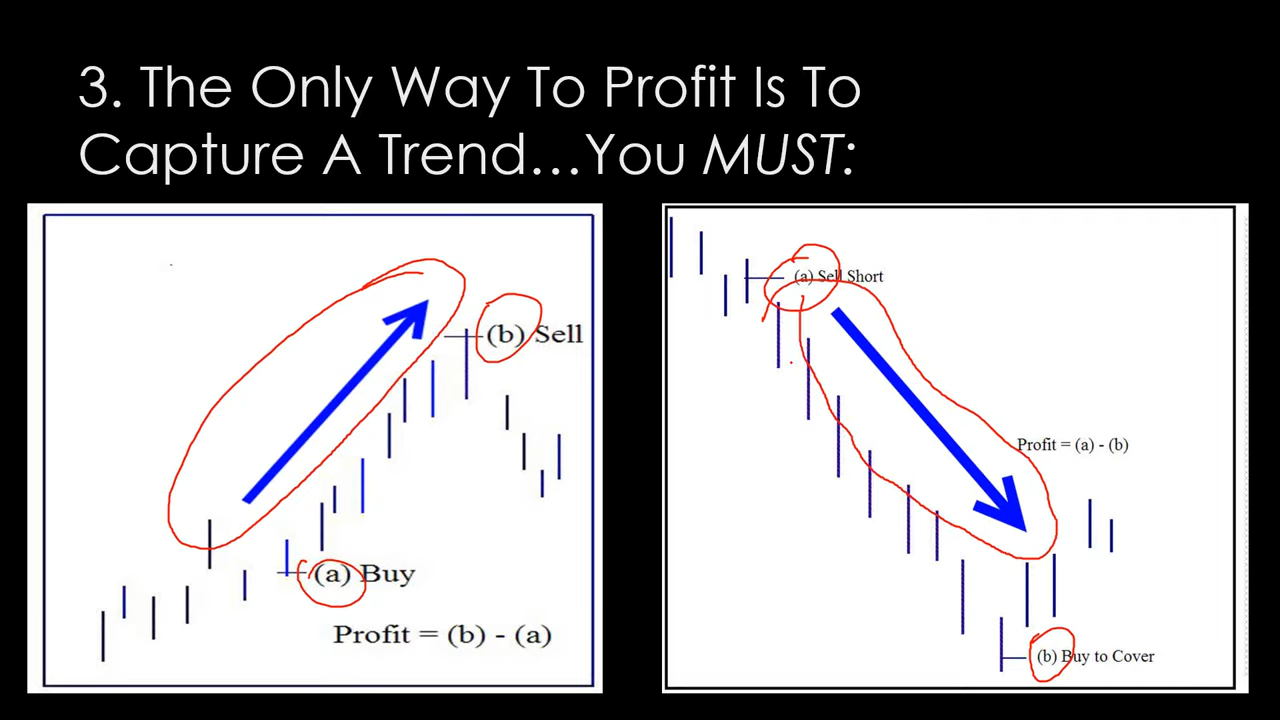 3. The Only Way To Profit Is To
Capture A Trend…You MUST:
(b) Sell
(a) Buy
Profit = (b) - (a)
(a) Sell Short
Profit = (a) - (b)
(b) Buy to Cover